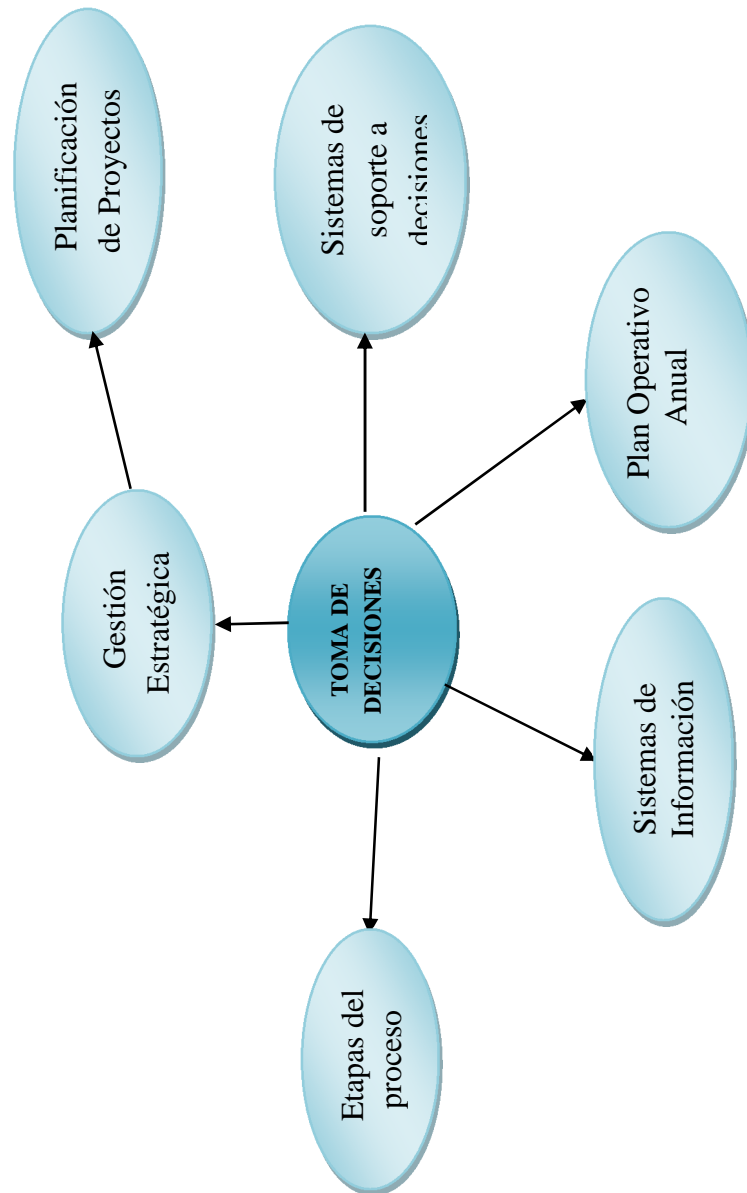 Gestión
Estratégica
Planificación
de Proyectos
Etapas del
proceso
TOMA DE
DECISIONES
Sistemas de
soporte a
decisiones
Sistemas de
Información
Plan Operativo
Anual